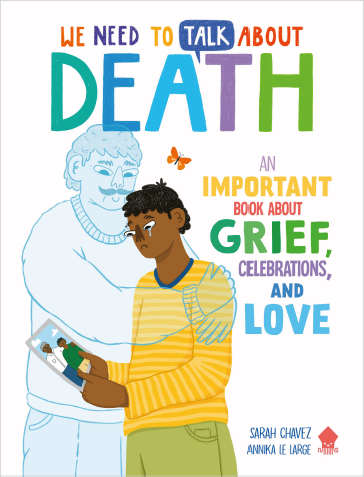 WE NEED TO TALK ABOUT
DEATH
AN
IMPORTANT
BOOK ABOUT
GRIEF,
CELEBRATIONS,
AND
LOVE
SARAH CHAVEZ
ANNIKA LE LARGE